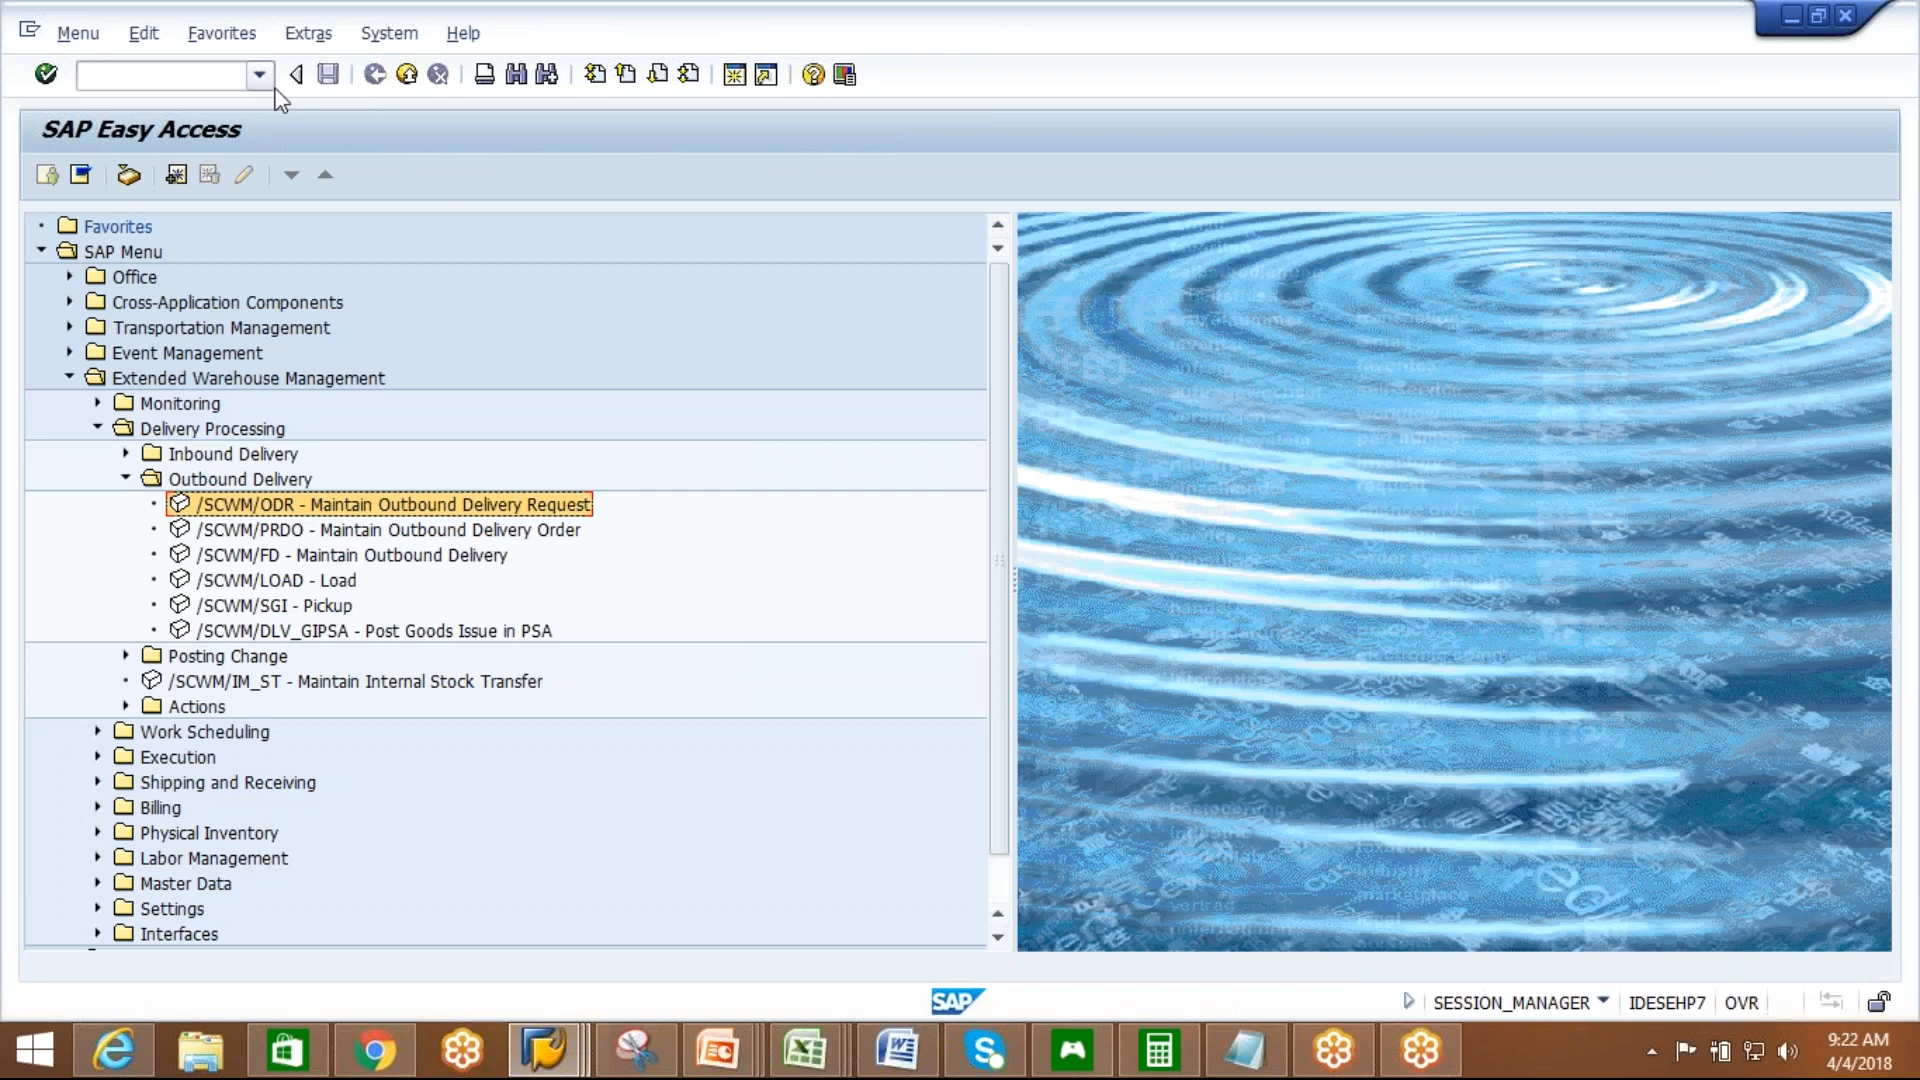 Menu Edit Favorites Extras System Help
SAP Easy Access
Favorites
SAP Menu
Office
Cross-Application Components
Transportation Management
Event Management
Extended Warehouse Management
Monitoring
Delivery Processing
Inbound Delivery
Outbound Delivery
/SCWM/ODR - Maintain Outbound Delivery Request
/SCWM/PRDO - Maintain Outbound Delivery Order
/SCWM/FD - Maintain Outbound Delivery
/SCWM/LOAD - Load
/SCWM/SGI - Pickup
/SCWM/DLV_GIPSA - Post Goods Issue in PSA
Posting Change
/SCWM/IM_ST - Maintain Internal Stock Transfer
Actions
Work Scheduling
Execution
Shipping and Receiving
Billing
Physical Inventory
Labor Management
Master Data
Settings
Interfaces
SAP
SESSION_MANAGER IDESEHP7 OVR
9:22 AM
4/4/2018